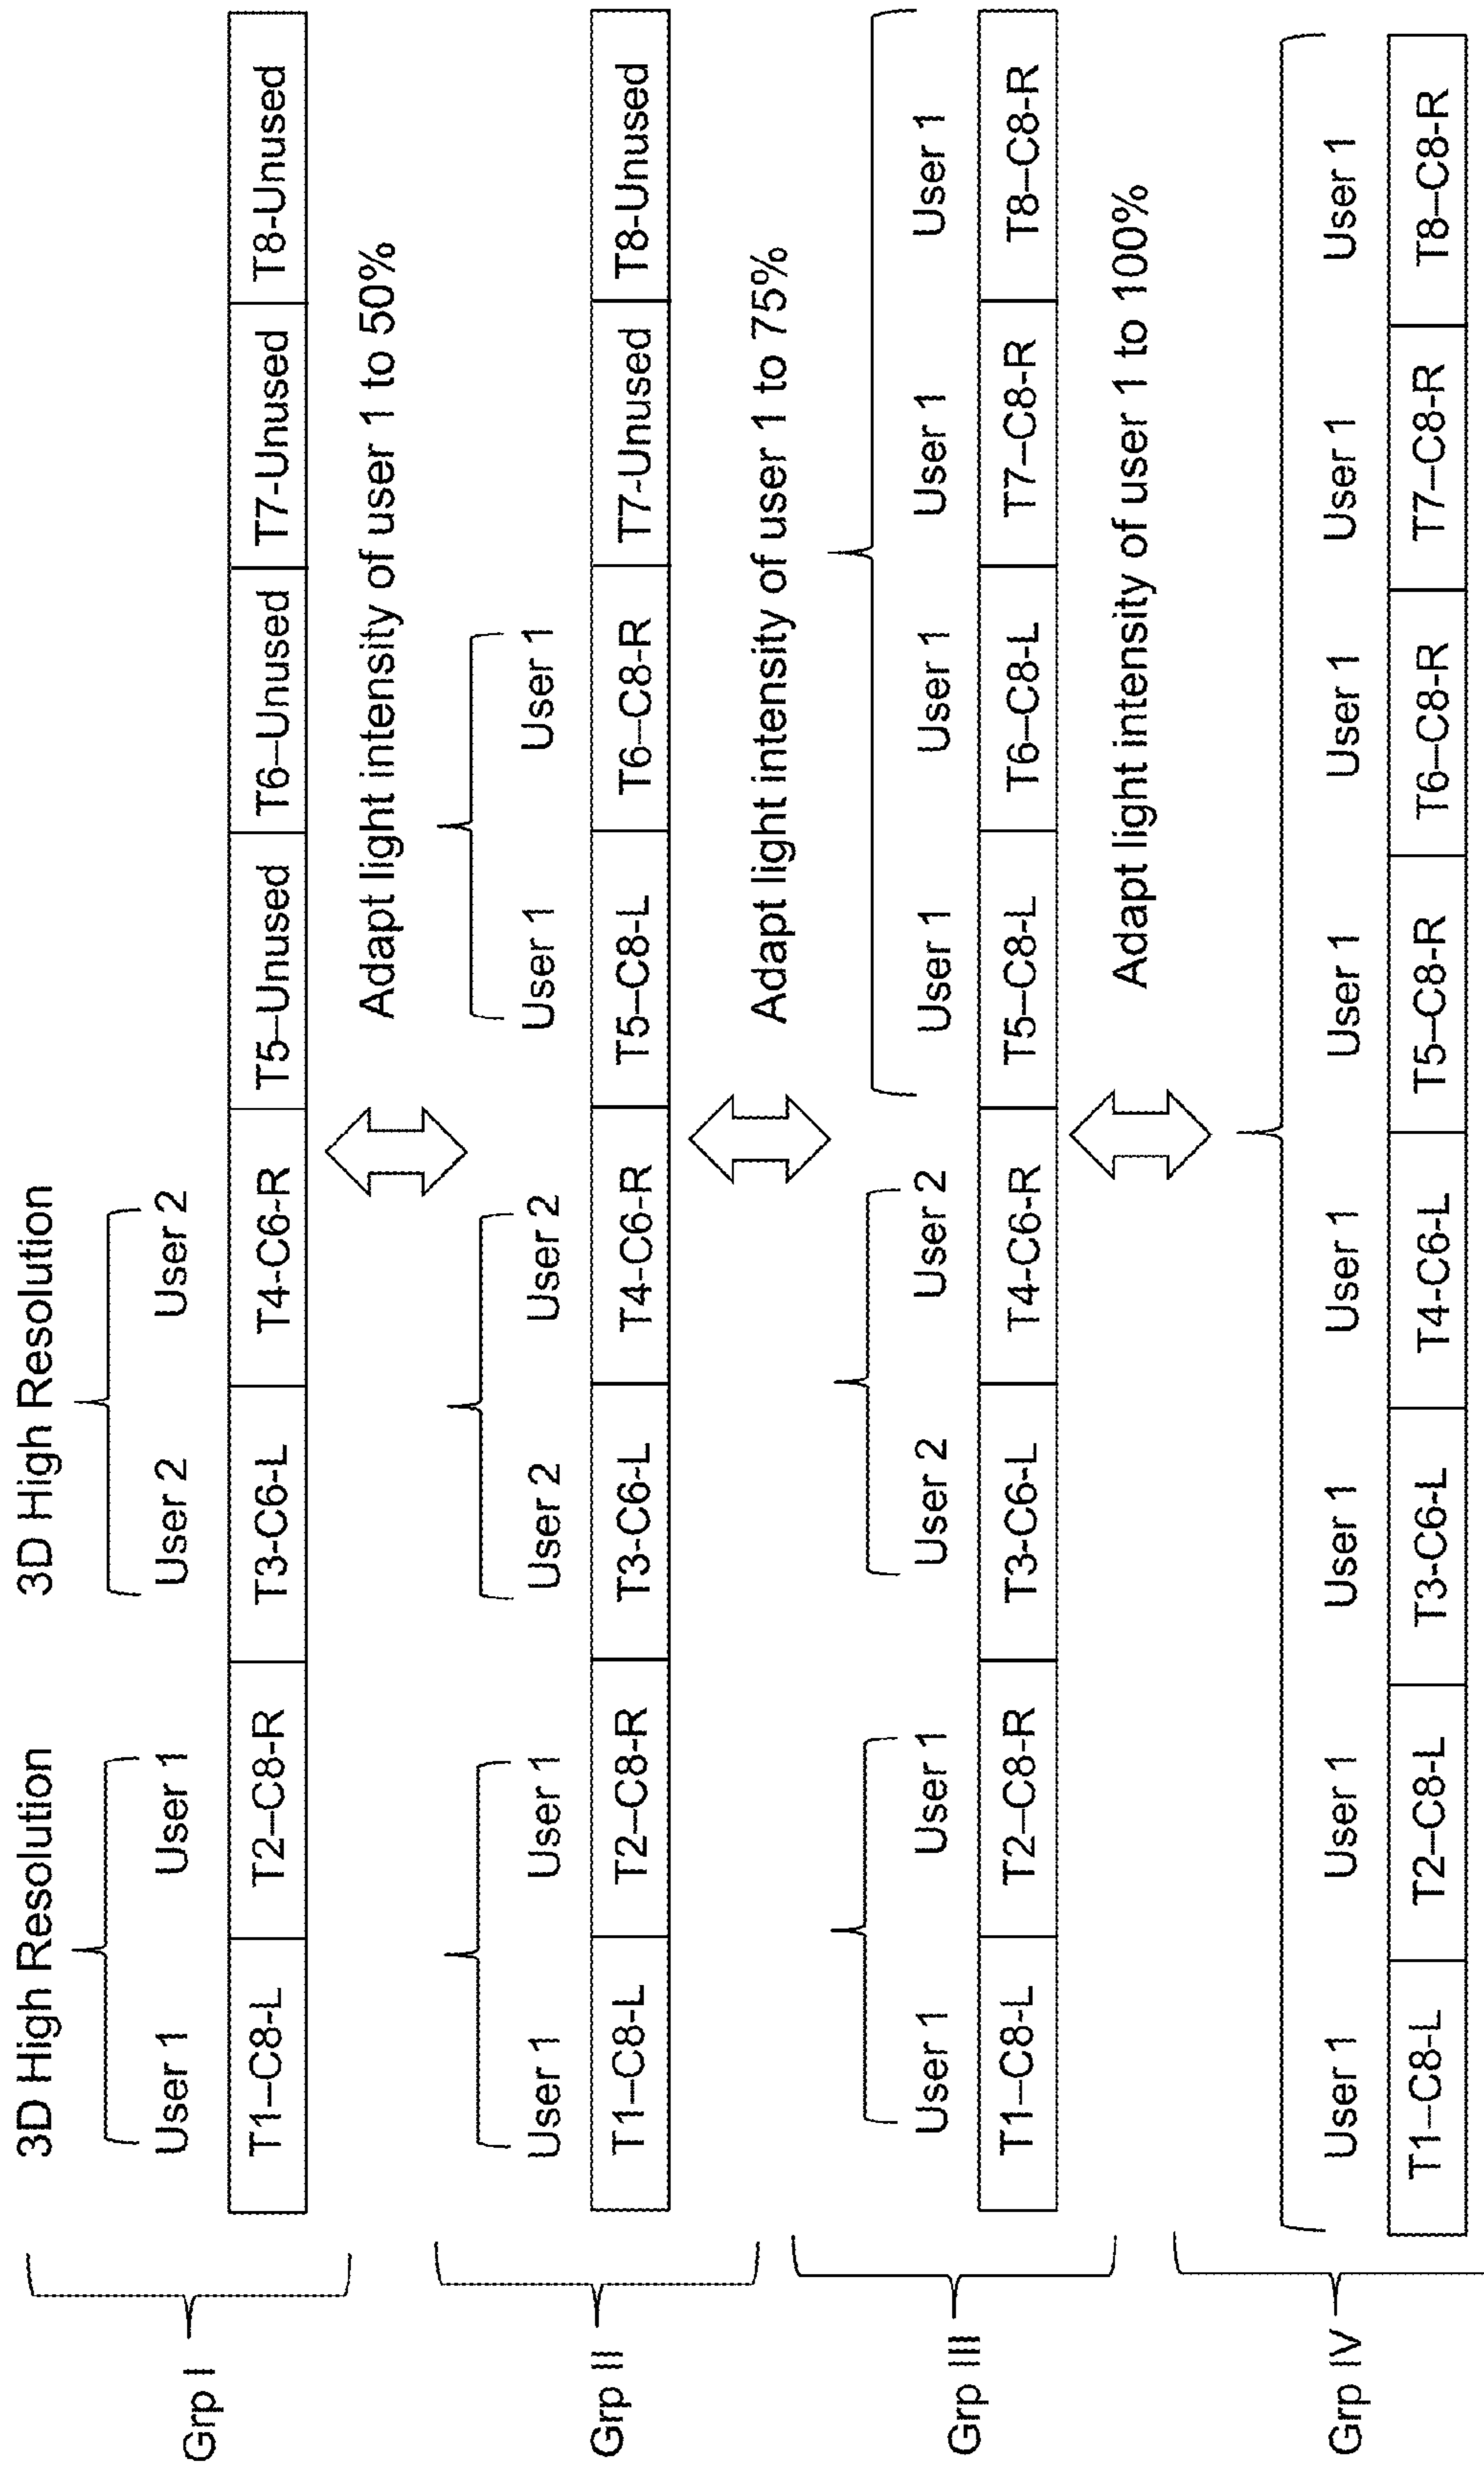 3D High Resolution 3D High Resolution
User 1 User 1 User 2 User 2
Grp I
T1–C8-L T2–C8-R T3-C6-L T4-C6-R T5–Unused T6–Unused T7-Unused T8-Unused
Adapt light intensity of user 1 to 50%
User 1 User 1 User 2 User 2 User 1 User 1
Grp II
T1–C8-L T2–C8-R T3-C6-L T4-C6-R T5–C8-L T6–C8-R T7-Unused T8-Unused
Adapt light intensity of user 1 to 75%
User 1 User 1 User 2 User 2 User 1 User 1 User 1 User 1
Grp III
T1–C8-L T2–C8-R T3-C6-L T4-C6-R T5–C8-L T6–C8-L T7–C8-R T8–C8-R
Adapt light intensity of user 1 to 100%
User 1 User 1 User 1 User 1 User 1 User 1 User 1 User 1
Grp IV
T1–C8-L T2–C8-L T3-C6-L T4-C6-L T5–C8-R T6–C8-R T7–C8-R T8–C8-R